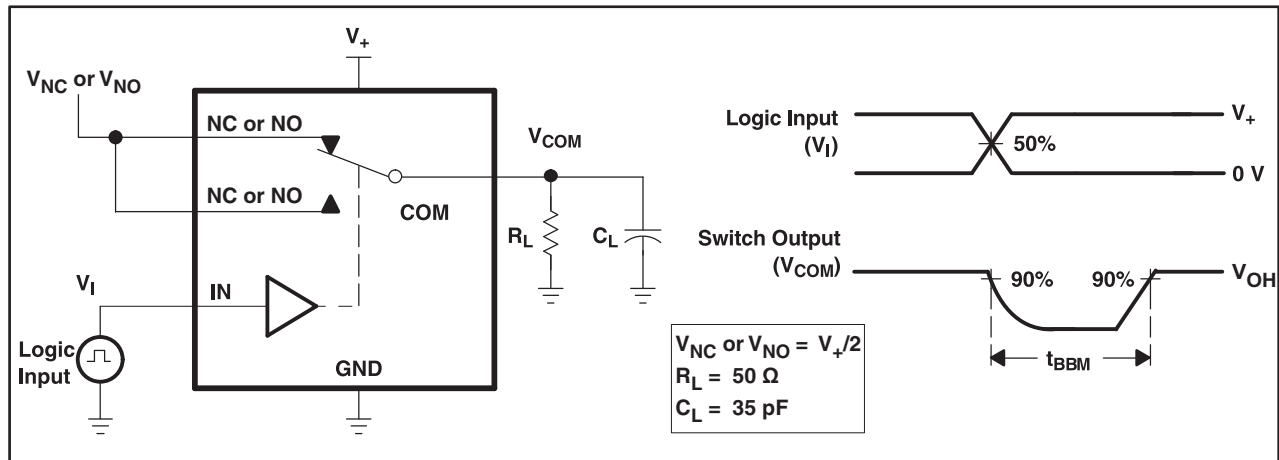 V+
VNC or VNO
NC or NO
VCOM
NC or NO
COM
RL
CL
VI
IN
Logic
Input
GND
VNC or VNO = V+/2
RL = 50 Ω
CL = 35 pF
Logic Input
(VI)
50%
V+
0 V
Switch Output
(VCOM)
90%
90%
VOH
tBBM